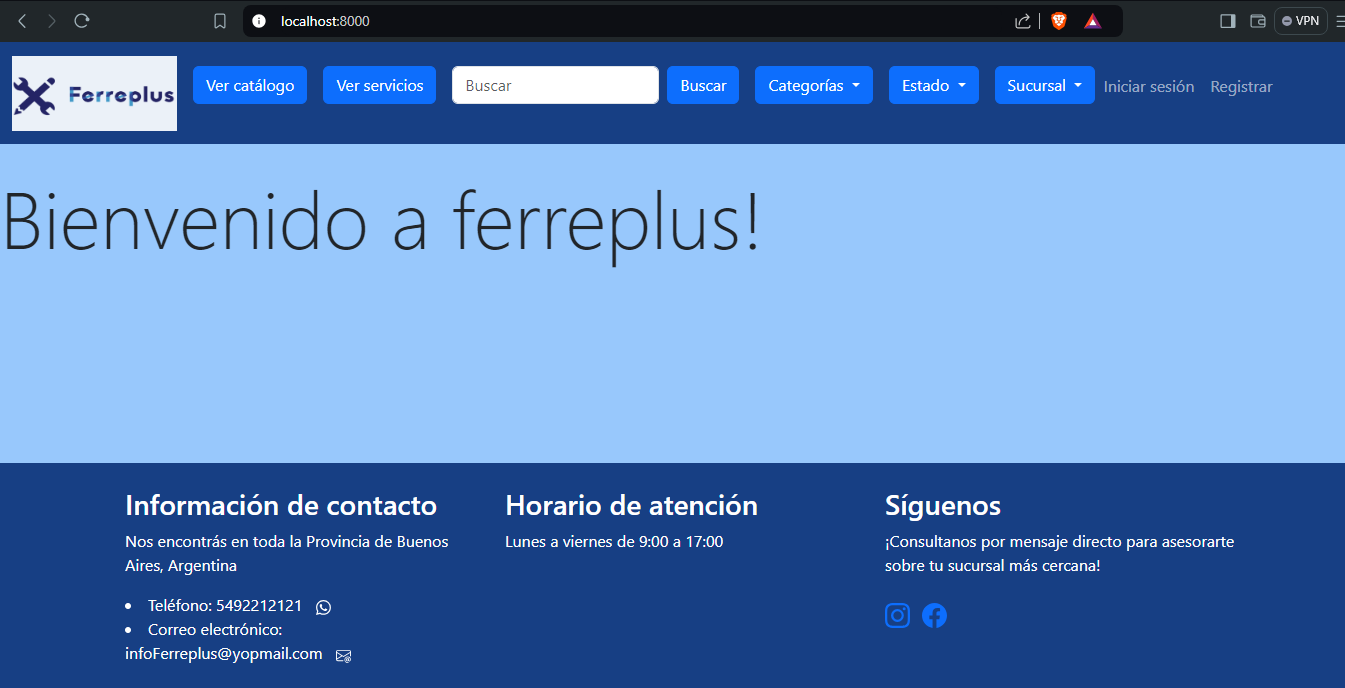 localhost:8000
VPN
Ferreplus
Ver catálogo
Ver servicios
Buscar
Buscar
Categorías
Estado
Sucursal
Iniciar sesión
Registrar
Bienvenido a ferreplus!
Información de contacto
Nos encontrás en toda la Provincia de Buenos
Aires, Argentina
• Teléfono: 5492212121
• Correo electrónico:
infoFerreplus@yopmail.com
Horario de atención
Lunes a viernes de 9:00 a 17:00
Síguenos
¡Consultanos por mensaje directo para asesorarte
sobre tu sucursal más cercana!